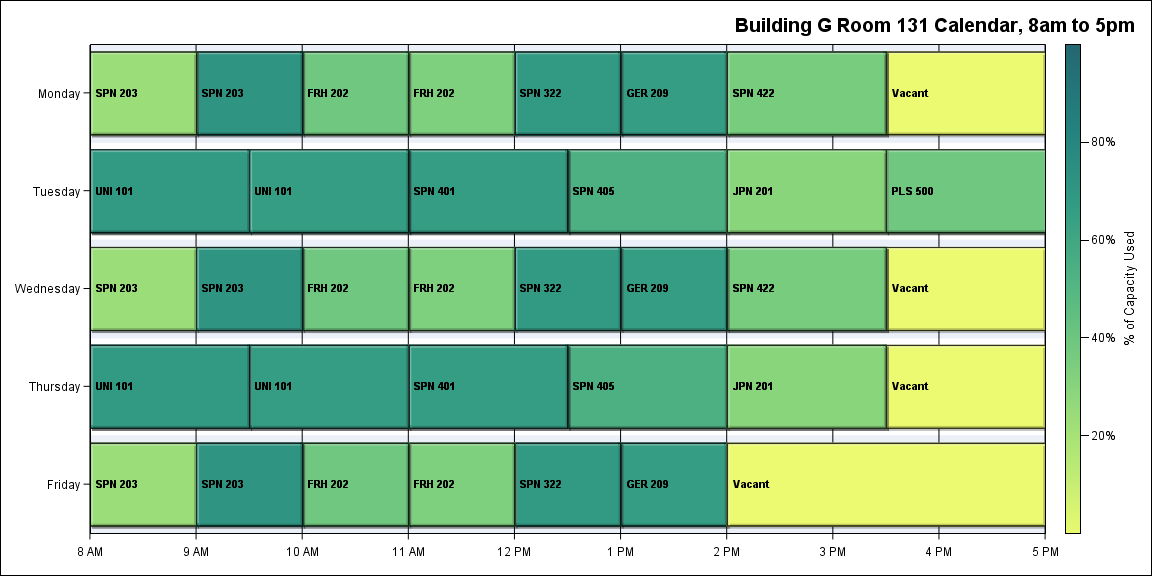 Building G Room 131 Calendar, 8am to 5pm
Monday
SPN 203
SPN 203
FRH 202
FRH 202
SPN 322
GER 209
SPN 422
Vacant
Tuesday
UNI 101
UNI 101
SPN 401
SPN 405
JPN 201
PLS 500
Wednesday
SPN 203
SPN 203
FRH 202
FRH 202
SPN 322
GER 209
SPN 422
Vacant
Thursday
UNI 101
UNI 101
SPN 401
SPN 405
JPN 201
Vacant
Friday
SPN 203
SPN 203
FRH 202
FRH 202
SPN 322
GER 209
Vacant
8 AM
9 AM
10 AM
11 AM
12 PM
1 PM
2 PM
3 PM
4 PM
5 PM
80%
60%
40%
20%
% of Capacity Used